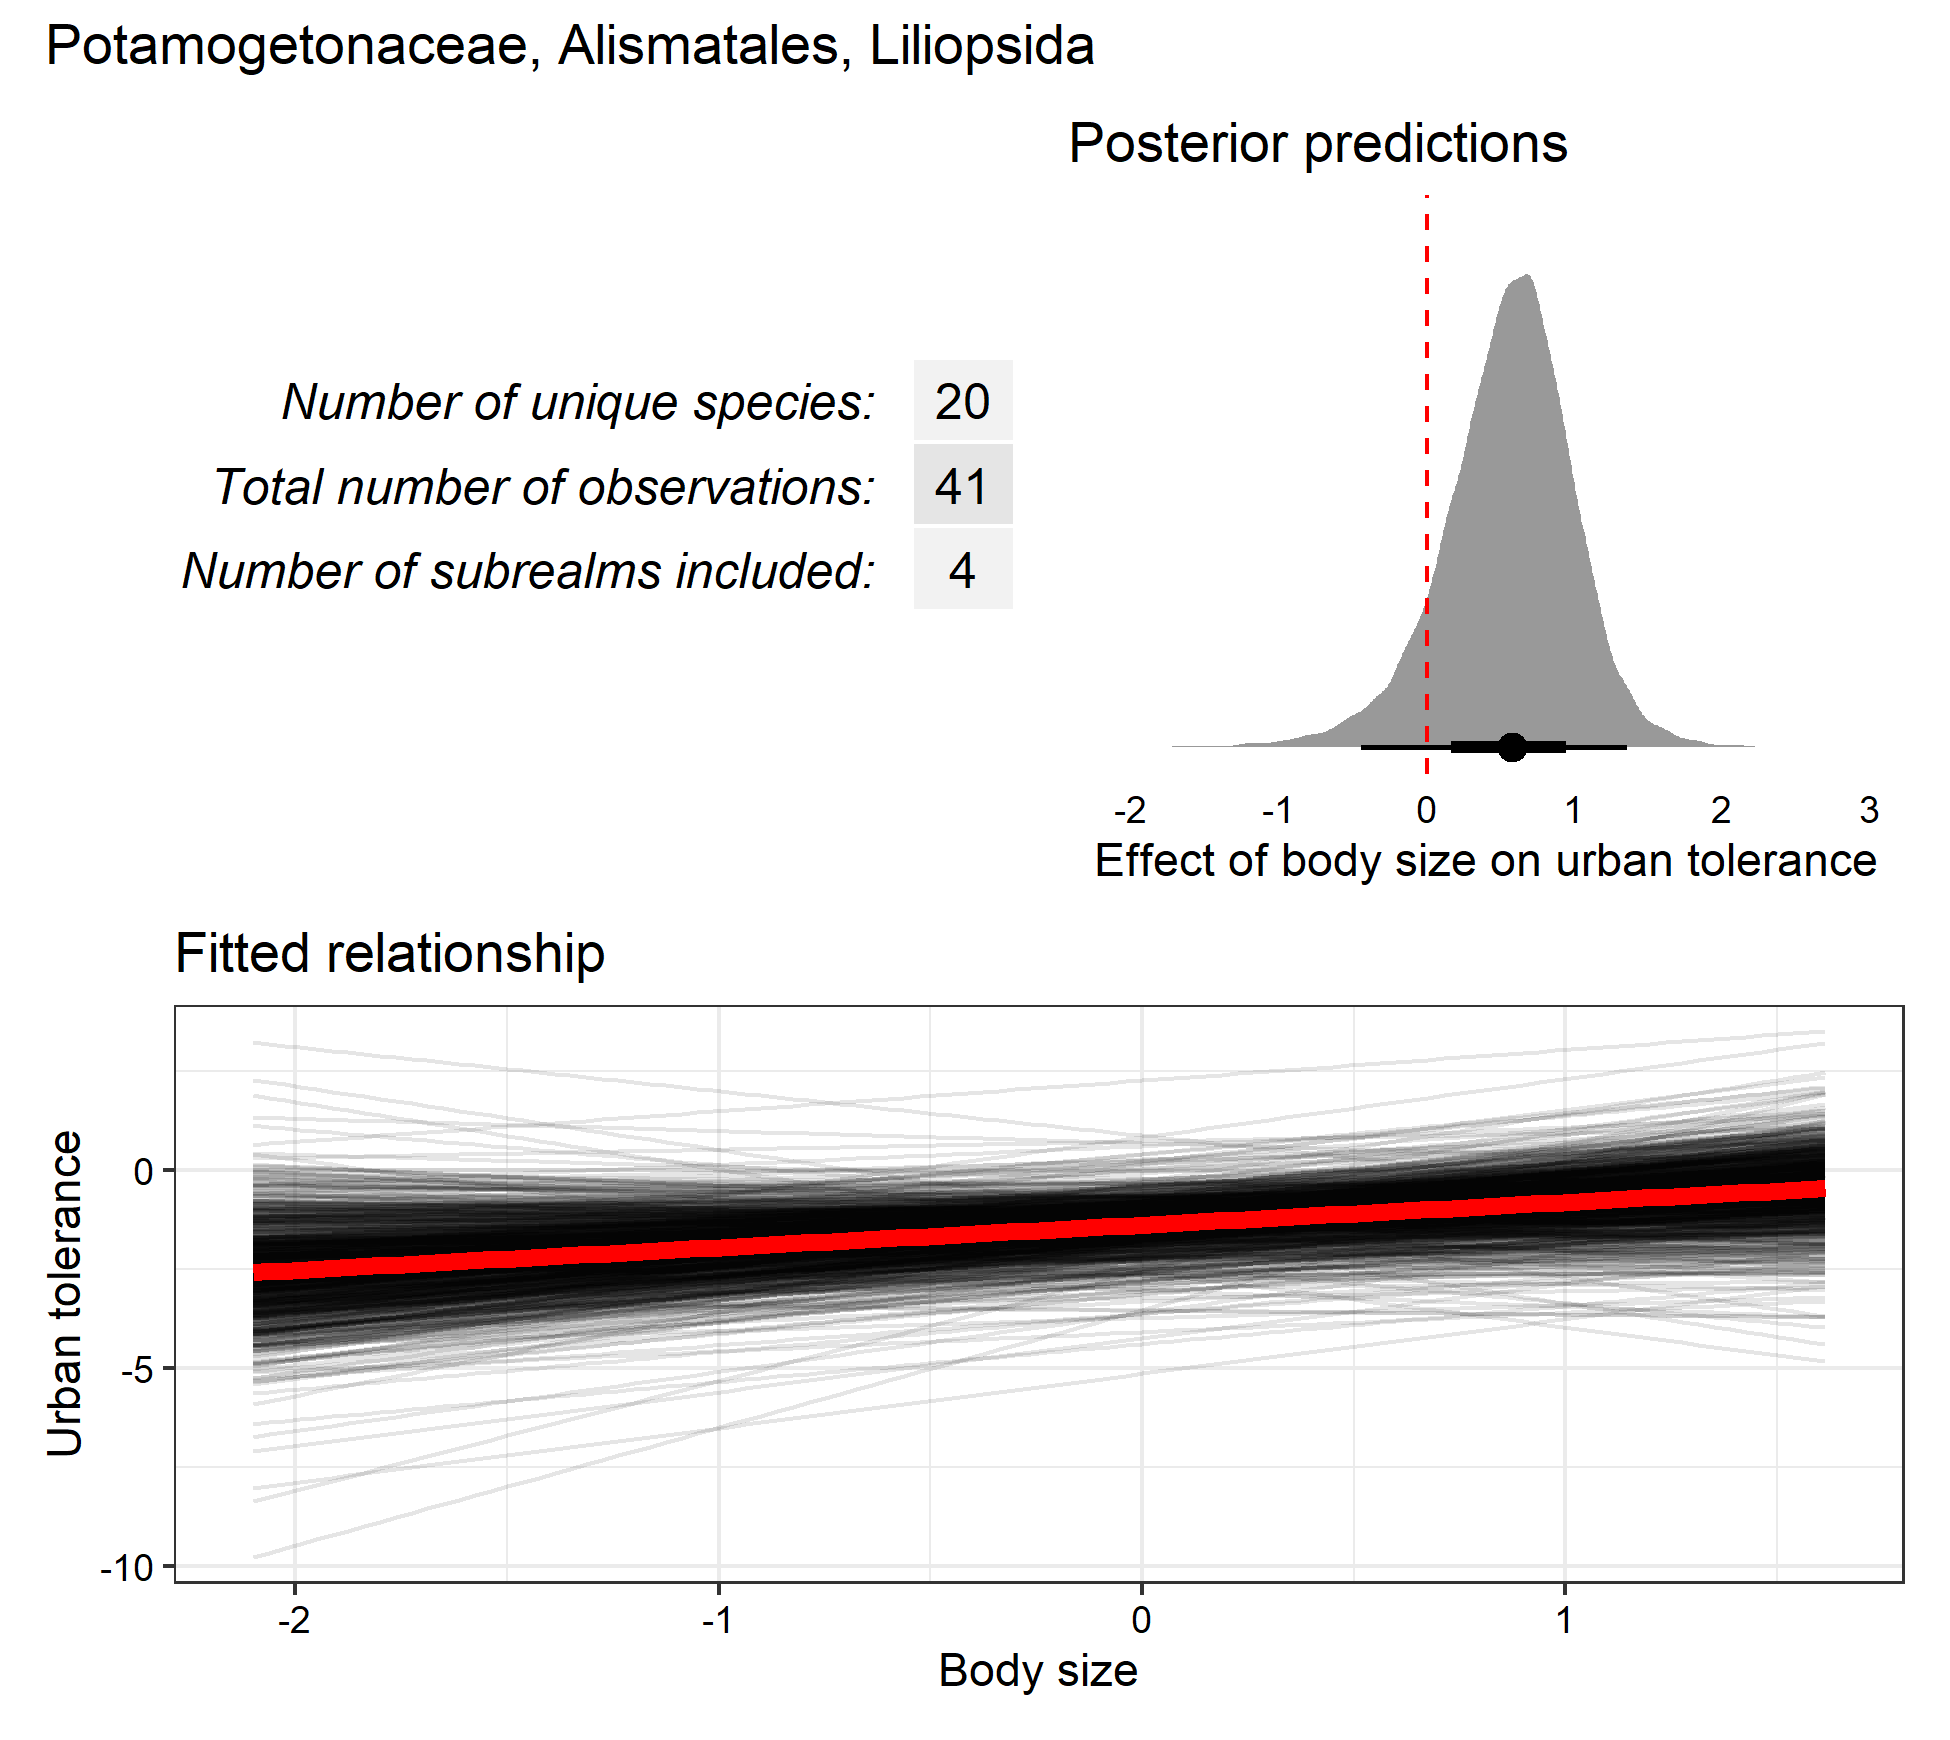 Potamogetonaceae, Alismatales, Liliopsida
Posterior predictions
Number of unique species: 20
Total number of observations: 41
Number of subrealms included: 4
-2 -1 0 1 2 3
Effect of body size on urban tolerance
Fitted relationship
Urban tolerance
0
-5
-10
-2 -1 0 1
Body size